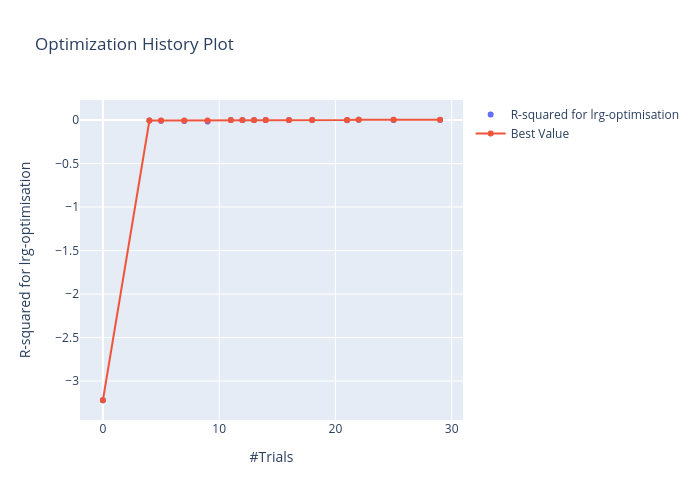 Optimization History Plot
R-squared for lrg-optimisation
Best Value
0
−0.5
−1
−1.5
−2
−2.5
−3
R-squared for lrg-optimisation
0
10
20
30
#Trials